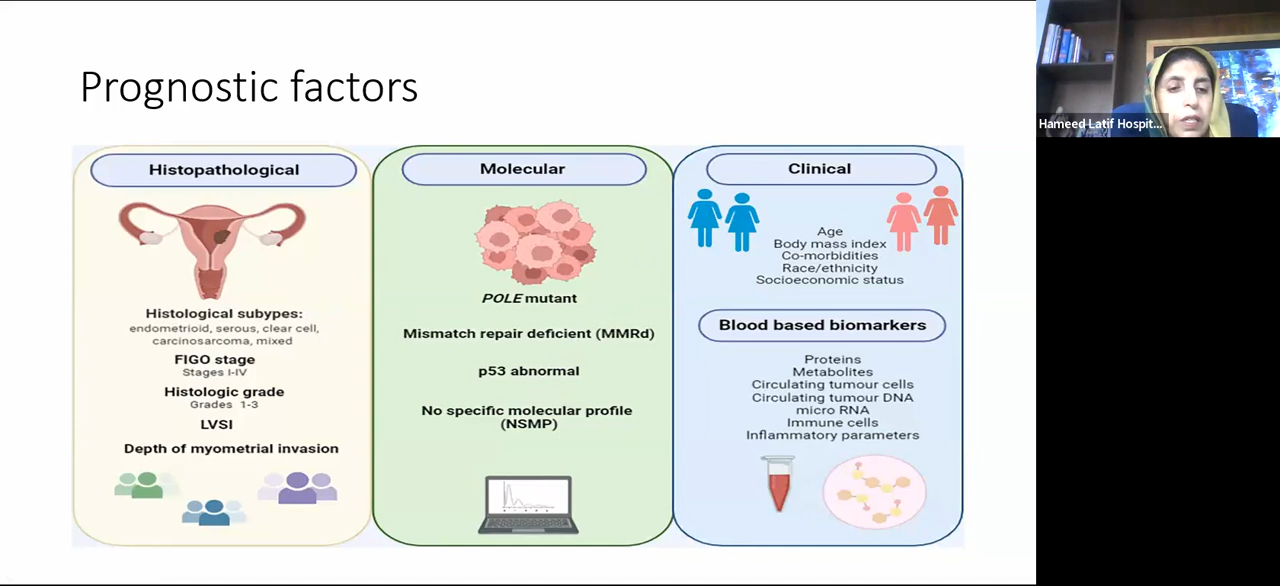 Prognostic factors
Histopathological
Histological subypes:
endometrioid, serous, clear cell,
carcinosarcoma, mixed
FIGO stage
Stages I-IV
Histologic grade
Grades 1-3
LVSI
Depth of myometrial invasion
Molecular
POLE mutant
Mismatch repair deficient (MMRd)
p53 abnormal
No specific molecular profile
(NSMP)
Clinical
Age
Body mass index
Co-morbidities
Race/ethnicity
Socioeconomic status
Blood based biomarkers
Proteins
Metabolites
Circulating tumour cells
Circulating tumour DNA
micro RNA
Immune cells
Inflammatory parameters
Hameed Latif Hospit...